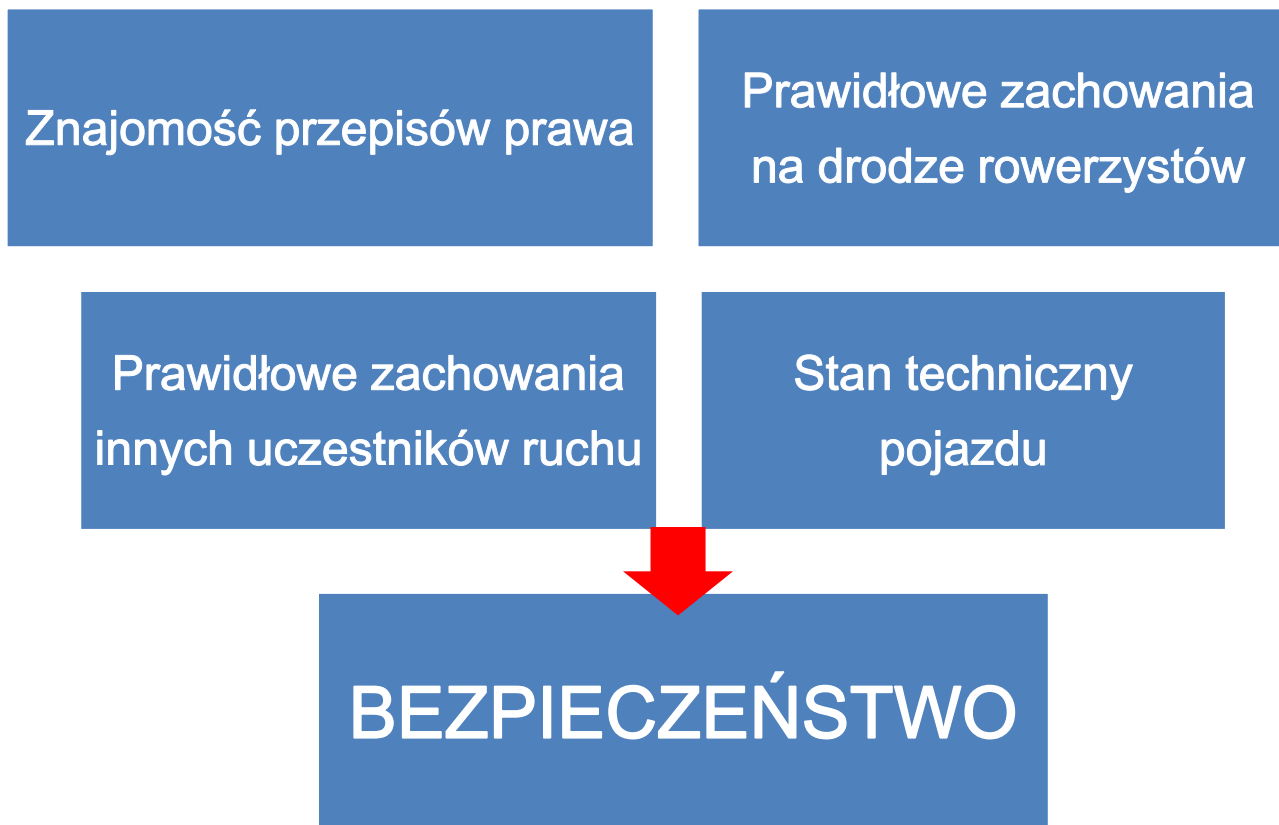 Znajomość przepisów prawa
Prawidłowe zachowania
na drodze rowerzystów
Prawidłowe zachowania
innych uczestników ruchu
Stan techniczny
pojazdu
BEZPIECZEŃSTWO